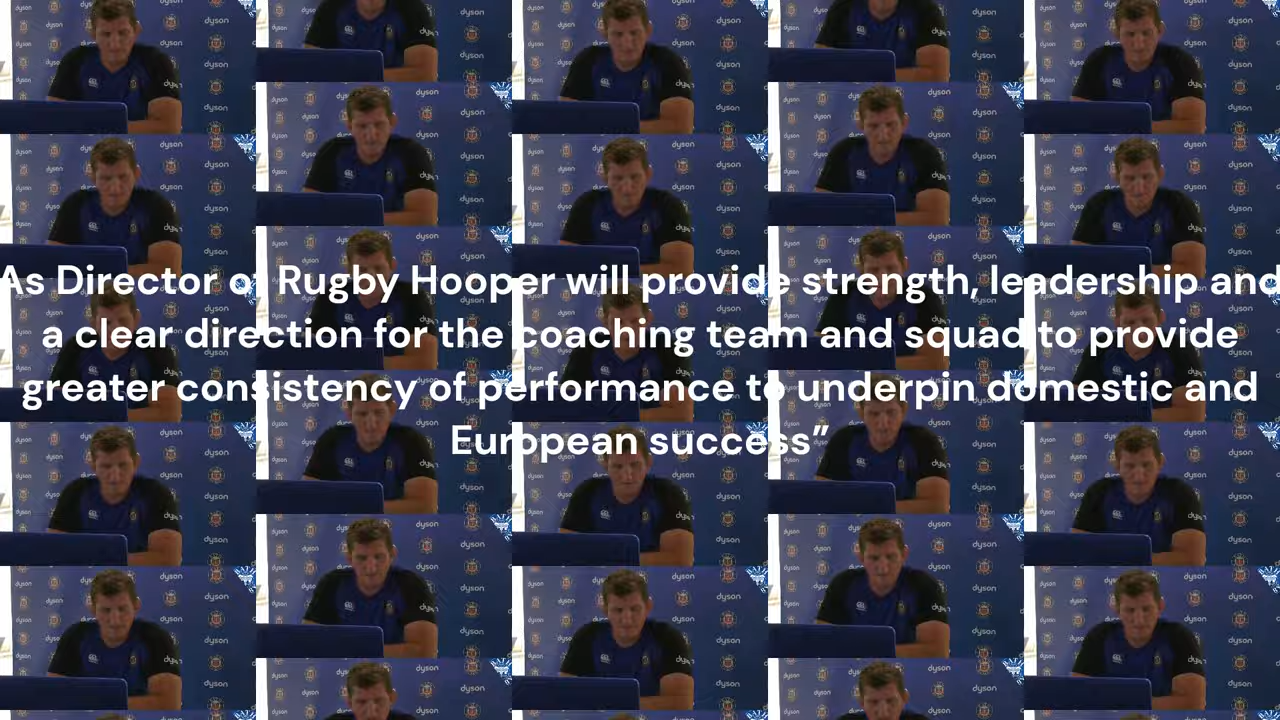 As Director of Rugby Hooper will provide strength, leadership and
a clear direction for the coaching team and squad to provide
greater consistency of performance to underpin domestic and
European success”
dyson